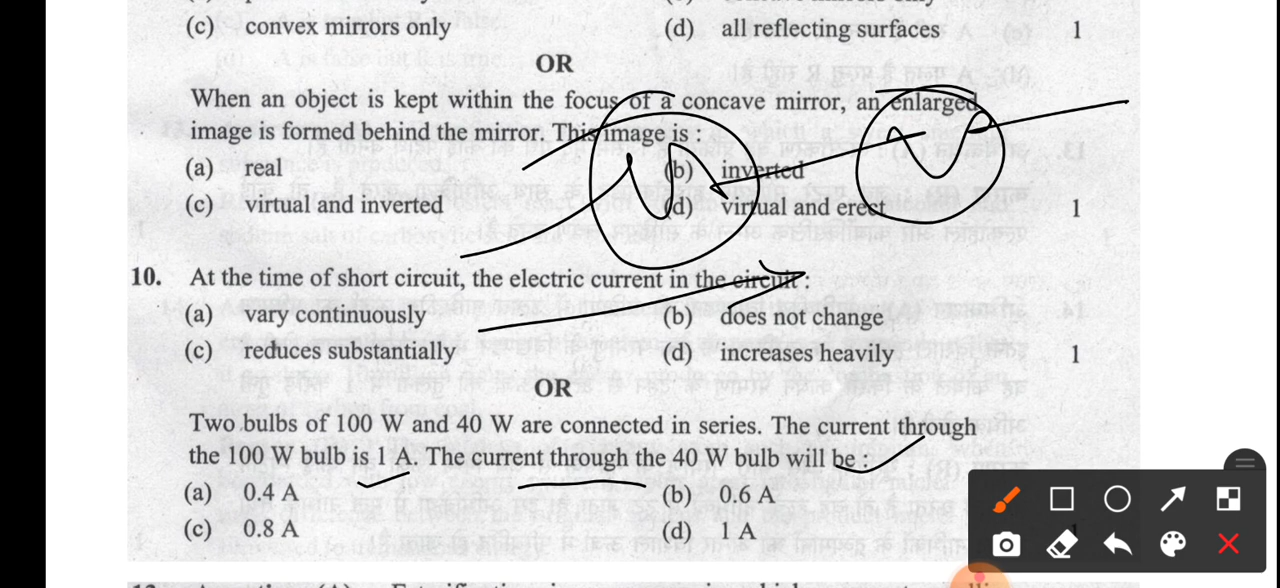 (c) convex mirrors only (d) all reflecting surfaces 1
OR
When an object is kept within the focus of a concave mirror, an enlarged
image is formed behind the mirror. This image is :
(a) real (b) inverted
(c) virtual and inverted (d) virtual and erect 1
10. At the time of short circuit, the electric current in the circuit :
(a) vary continuously (b) does not change
(c) reduces substantially (d) increases heavily 1
OR
Two bulbs of 100 W and 40 W are connected in series. The current through
the 100 W bulb is 1 A. The current through the 40 W bulb will be :
(a) 0.4 A (b) 0.6 A
(c) 0.8 A (d) 1 A 1